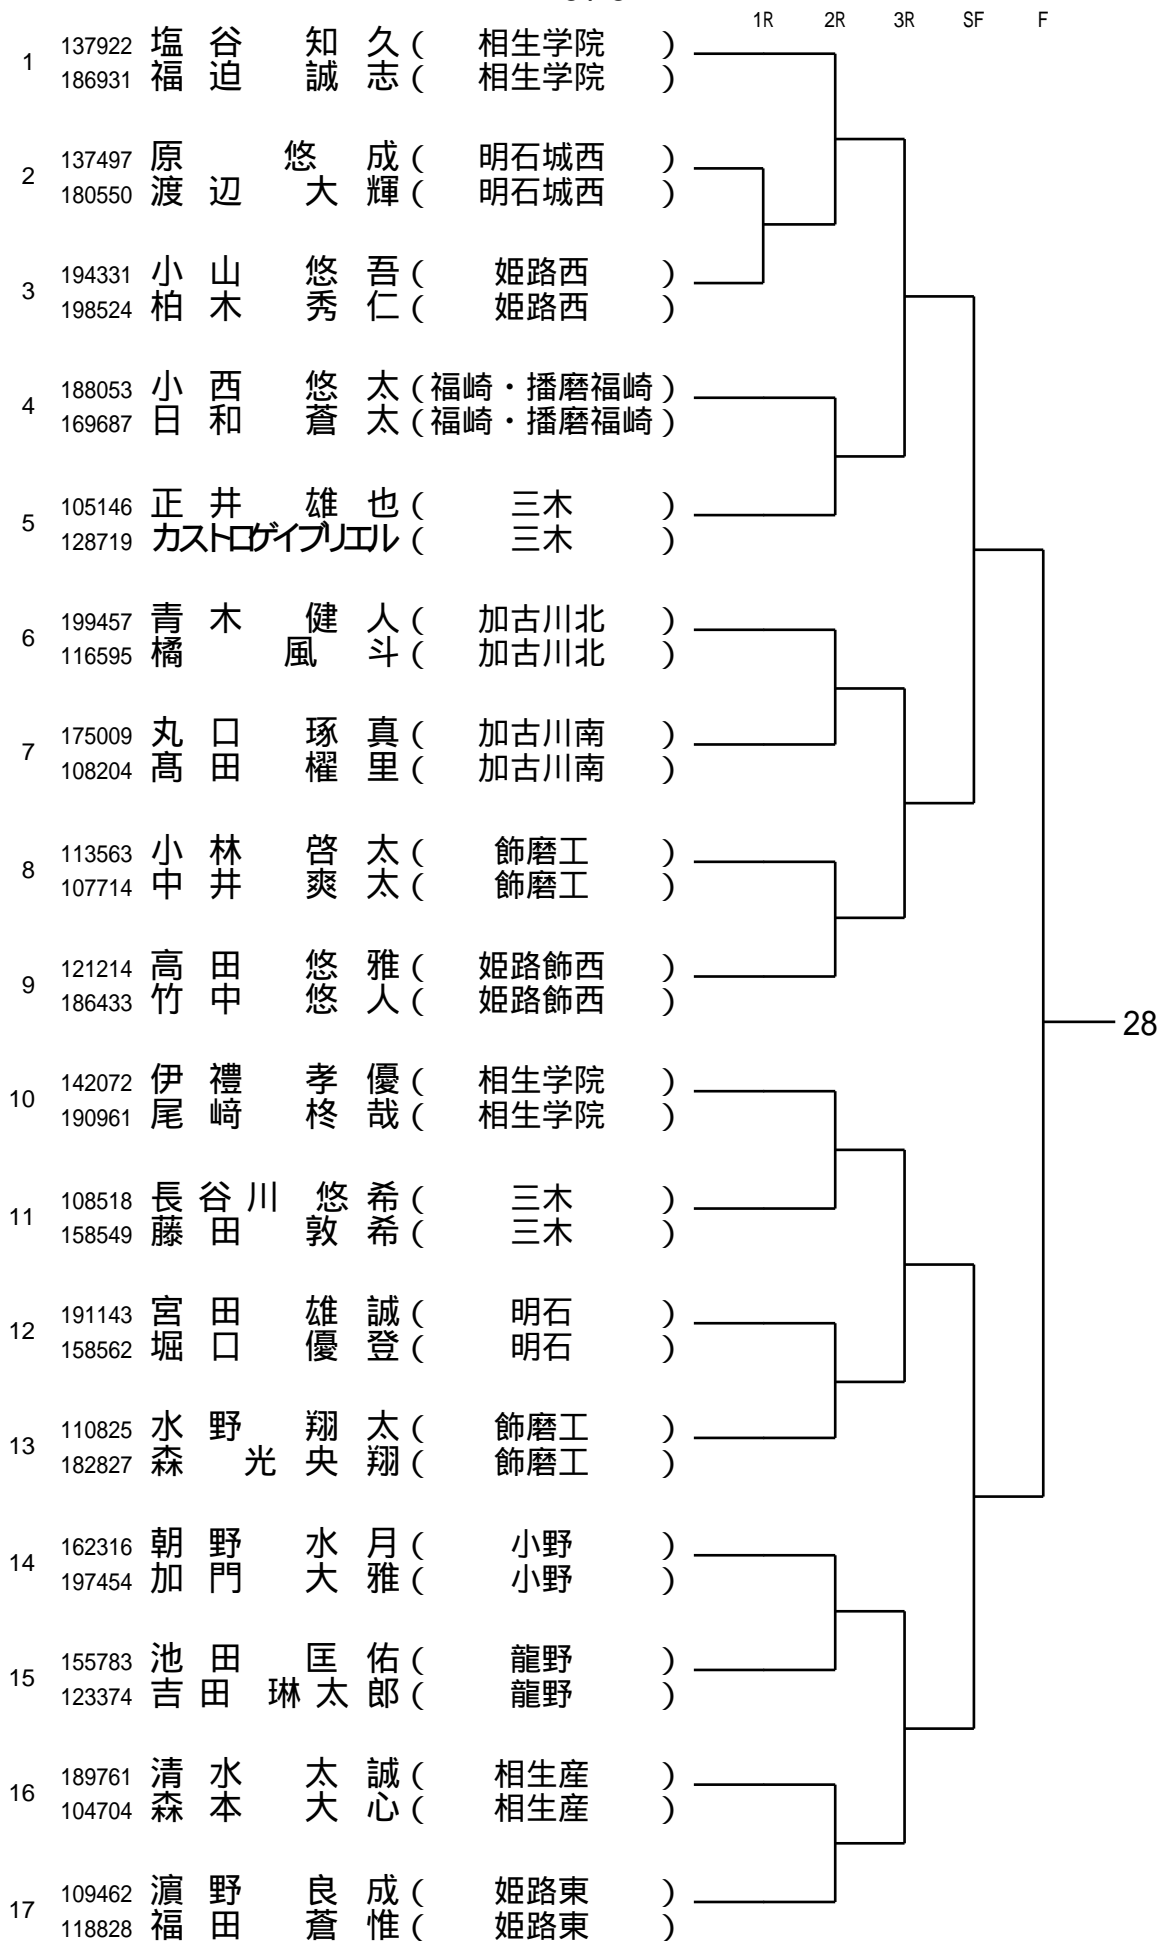 1R 2R 3R SF F
1 137922 塩谷 知久 ( 相生学院 )
186931 福迫 誠志 ( 相生学院 )
2 137497 原 悠成 ( 明石城西 )
180550 渡辺 大輝 ( 明石城西 )
3 194331 小山 悠吾 ( 姫路西 )
198524 柏木 秀仁 ( 姫路西 )
4 188053 小西 悠太 ( 福崎・播磨福崎 )
169687 日和 蒼太 ( 福崎・播磨福崎 )
5 105146 正井 雄也 ( 三木 )
128719 カストロゲイブリエル ( 三木 )
6 199457 青木 健人 ( 加古川北 )
116595 橘 風斗 ( 加古川北 )
7 175009 丸口 琢真 ( 加古川南 )
108204 髙田 櫂里 ( 加古川南 )
8 113563 小林 啓太 ( 飾磨工 )
107714 中井 爽太 ( 飾磨工 )
9 121214 高田 悠雅 ( 姫路飾西 )
186433 竹中 悠人 ( 姫路飾西 )
28
10 142072 伊禮 孝優 ( 相生学院 )
190961 尾﨑 柊哉 ( 相生学院 )
11 108518 長谷川 悠希 ( 三木 )
158549 藤田 敦希 ( 三木 )
12 191143 宮田 雄誠 ( 明石 )
158562 堀口 優登 ( 明石 )
13 110825 水野 翔太 ( 飾磨工 )
182827 森 光央翔 ( 飾磨工 )
14 162316 朝野 水月 ( 小野 )
197454 加門 大雅 ( 小野 )
15 155783 池田 匡佑 ( 龍野 )
123374 吉田 琳太郎 ( 龍野 )
16 189761 清水 太誠 ( 相生産 )
104704 森本 大心 ( 相生産 )
17 109462 濵野 良成 ( 姫路東 )
118828 福田 蒼惟 ( 姫路東 )